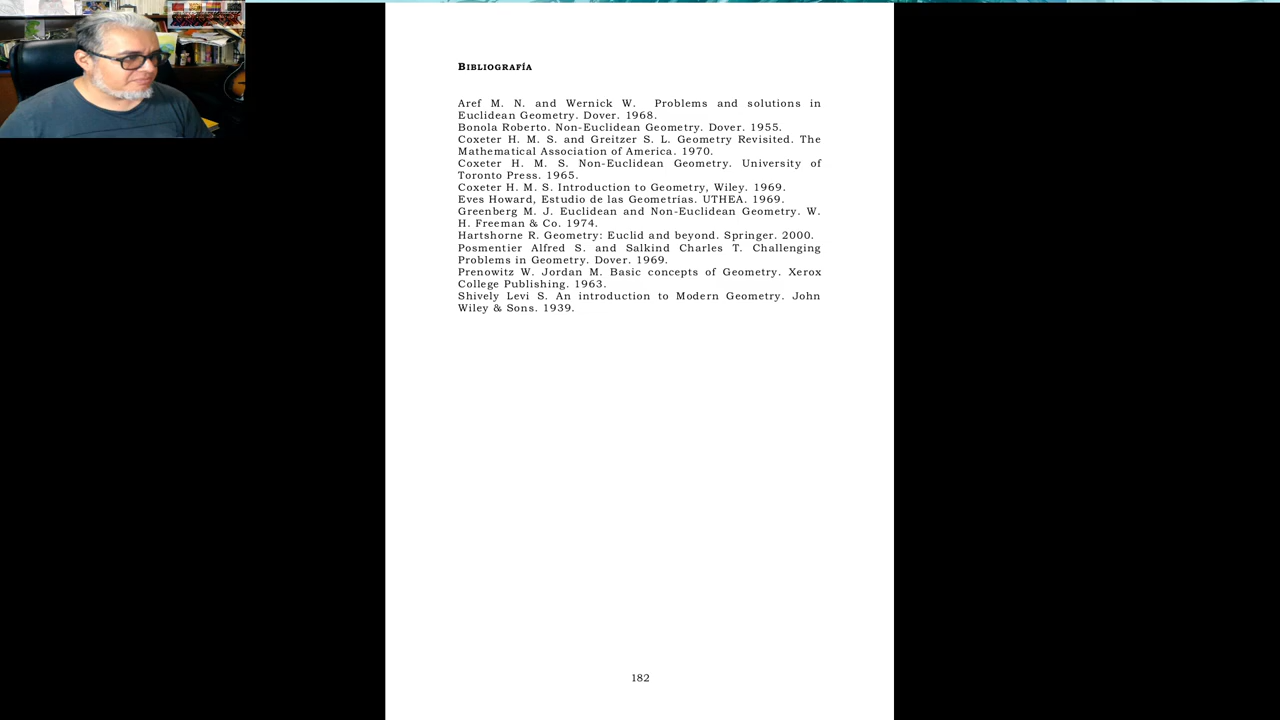 BIBLIOGRAFÍA
Aref M. N. and Wernick W. Problems and solutions in
Euclidean Geometry. Dover. 1968.
Bonola Roberto. Non-Euclidean Geometry. Dover. 1955.
Coxeter H. M. S. and Greitzer S. L. Geometry Revisited. The
Mathematical Association of America. 1970.
Coxeter H. M. S. Non-Euclidean Geometry. University of
Toronto Press. 1965.
Coxeter H. M. S. Introduction to Geometry, Wiley. 1969.
Eves Howard, Estudio de las Geometrías. UTHEA. 1969.
Greenberg M. J. Euclidean and Non-Euclidean Geometry. W.
H. Freeman & Co. 1974.
Hartshorne R. Geometry: Euclid and beyond. Springer. 2000.
Posmentier Alfred S. and Salkind Charles T. Challenging
Problems in Geometry. Dover. 1969.
Prenowitz W. Jordan M. Basic concepts of Geometry. Xerox
College Publishing. 1963.
Shively Levi S. An introduction to Modern Geometry. John
Wiley & Sons. 1939.
182